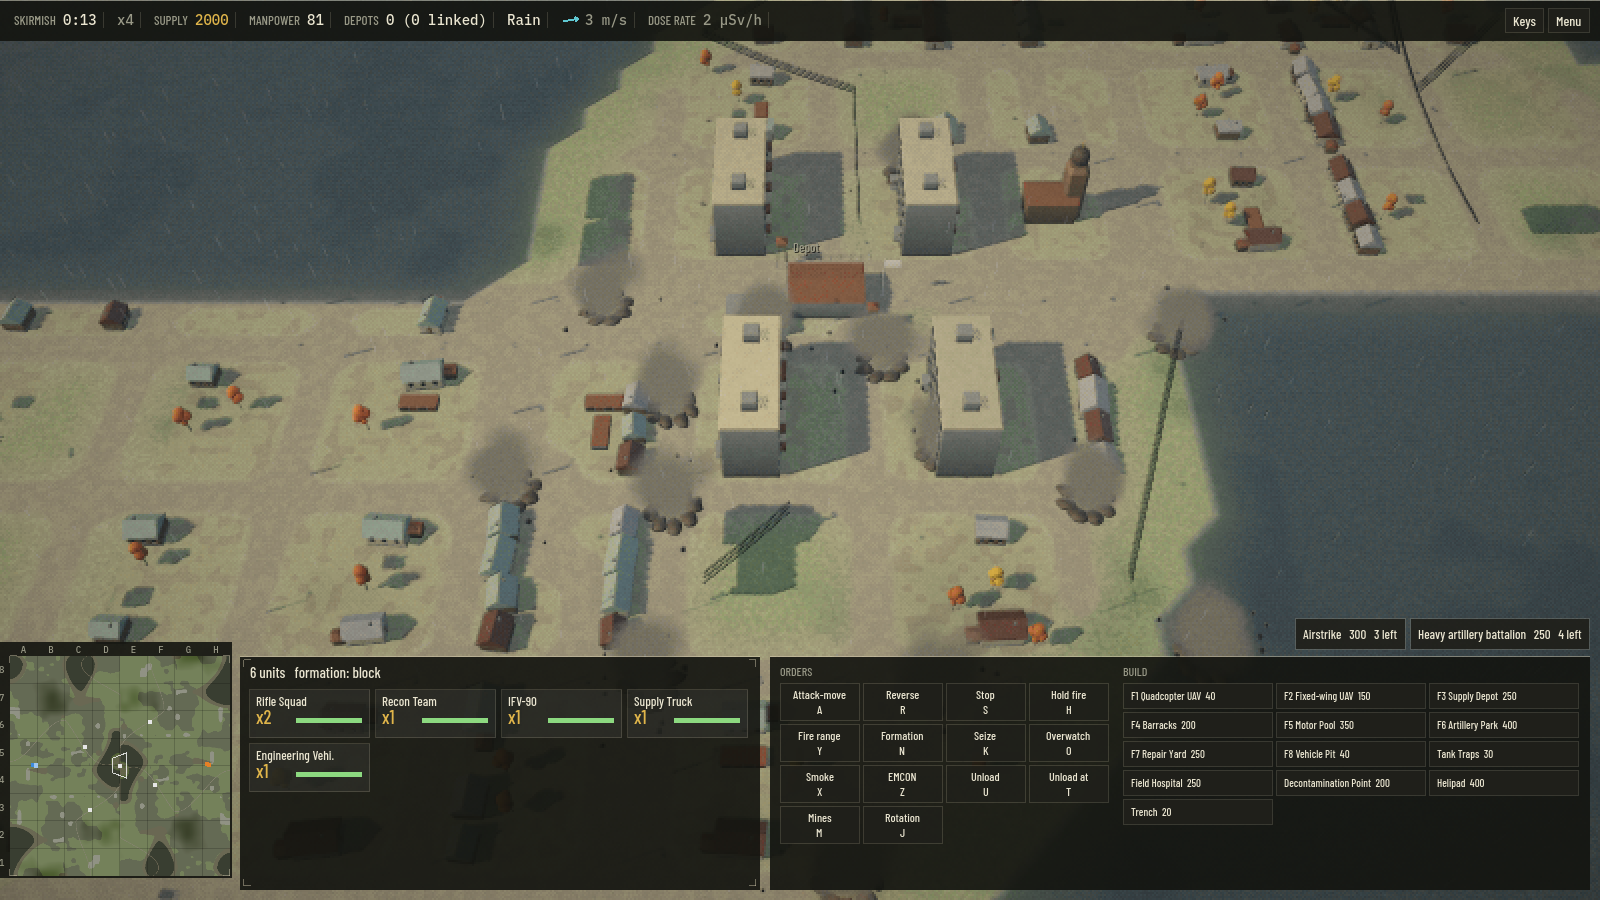 SKIRMISH 0:13 x4 SUPPLY 2000 MANPOWER 81 DEPOTS 0 (0 linked) Rain 3 m/s DOSE RATE 2 µSv/h Keys Menu
Depot
Airstrike 300 3 left Heavy artillery battalion 250 4 left
A B C D E F G H
8
7
6
5
4
3
2
1
6 units formation: block
Rifle Squad
x2
Recon Team
x1
IFV-90
x1
Supply Truck
x1
Engineering Vehi.
x1
ORDERS
Attack-move
A
Reverse
R
Stop
S
Hold fire
H
Fire range
Y
Formation
N
Seize
K
Overwatch
O
Smoke
X
EMCON
Z
Unload
U
Unload at
T
Mines
M
Rotation
J
BUILD
F1 Quadcopter UAV 40
F2 Fixed-wing UAV 150
F3 Supply Depot 250
F4 Barracks 200
F5 Motor Pool 350
F6 Artillery Park 400
F7 Repair Yard 250
F8 Vehicle Pit 40
Tank Traps 30
Field Hospital 250
Decontamination Point 200
Helipad 400
Trench 20